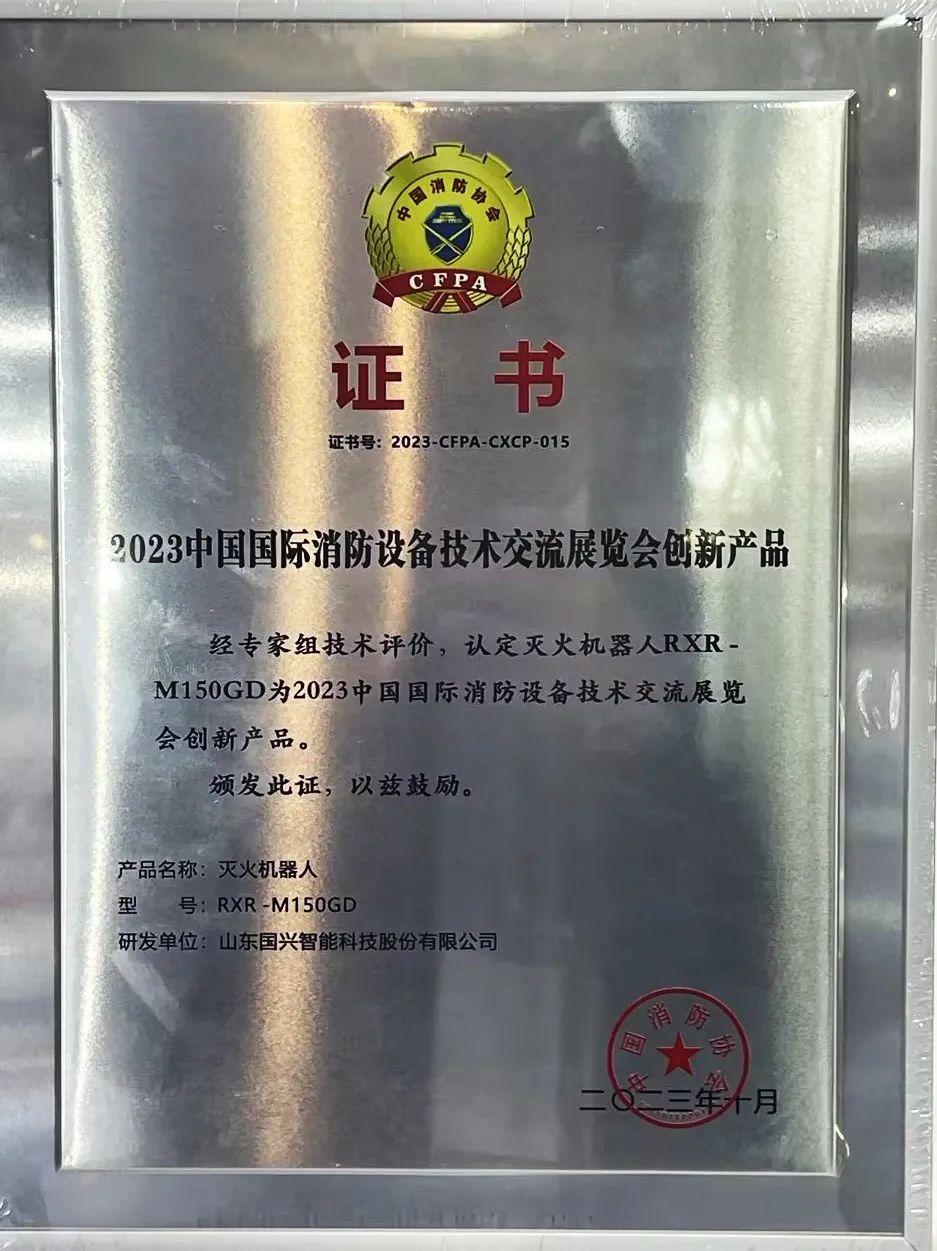 中国消防协会
CFPA
证 书
证书号：2023-CFPA-CXCP-015
2023中国国际消防设备技术交流展览会创新产品
经专家组技术评价，认定灭火机器人RXR-
M150GD为2023中国国际消防设备技术交流展览
会创新产品。
颁发此证，以兹鼓励。
产品名称：灭火机器人
型 号：RXR-M150GD
研发单位：山东国兴智能科技股份有限公司
中国消防协会
二〇二三年十月